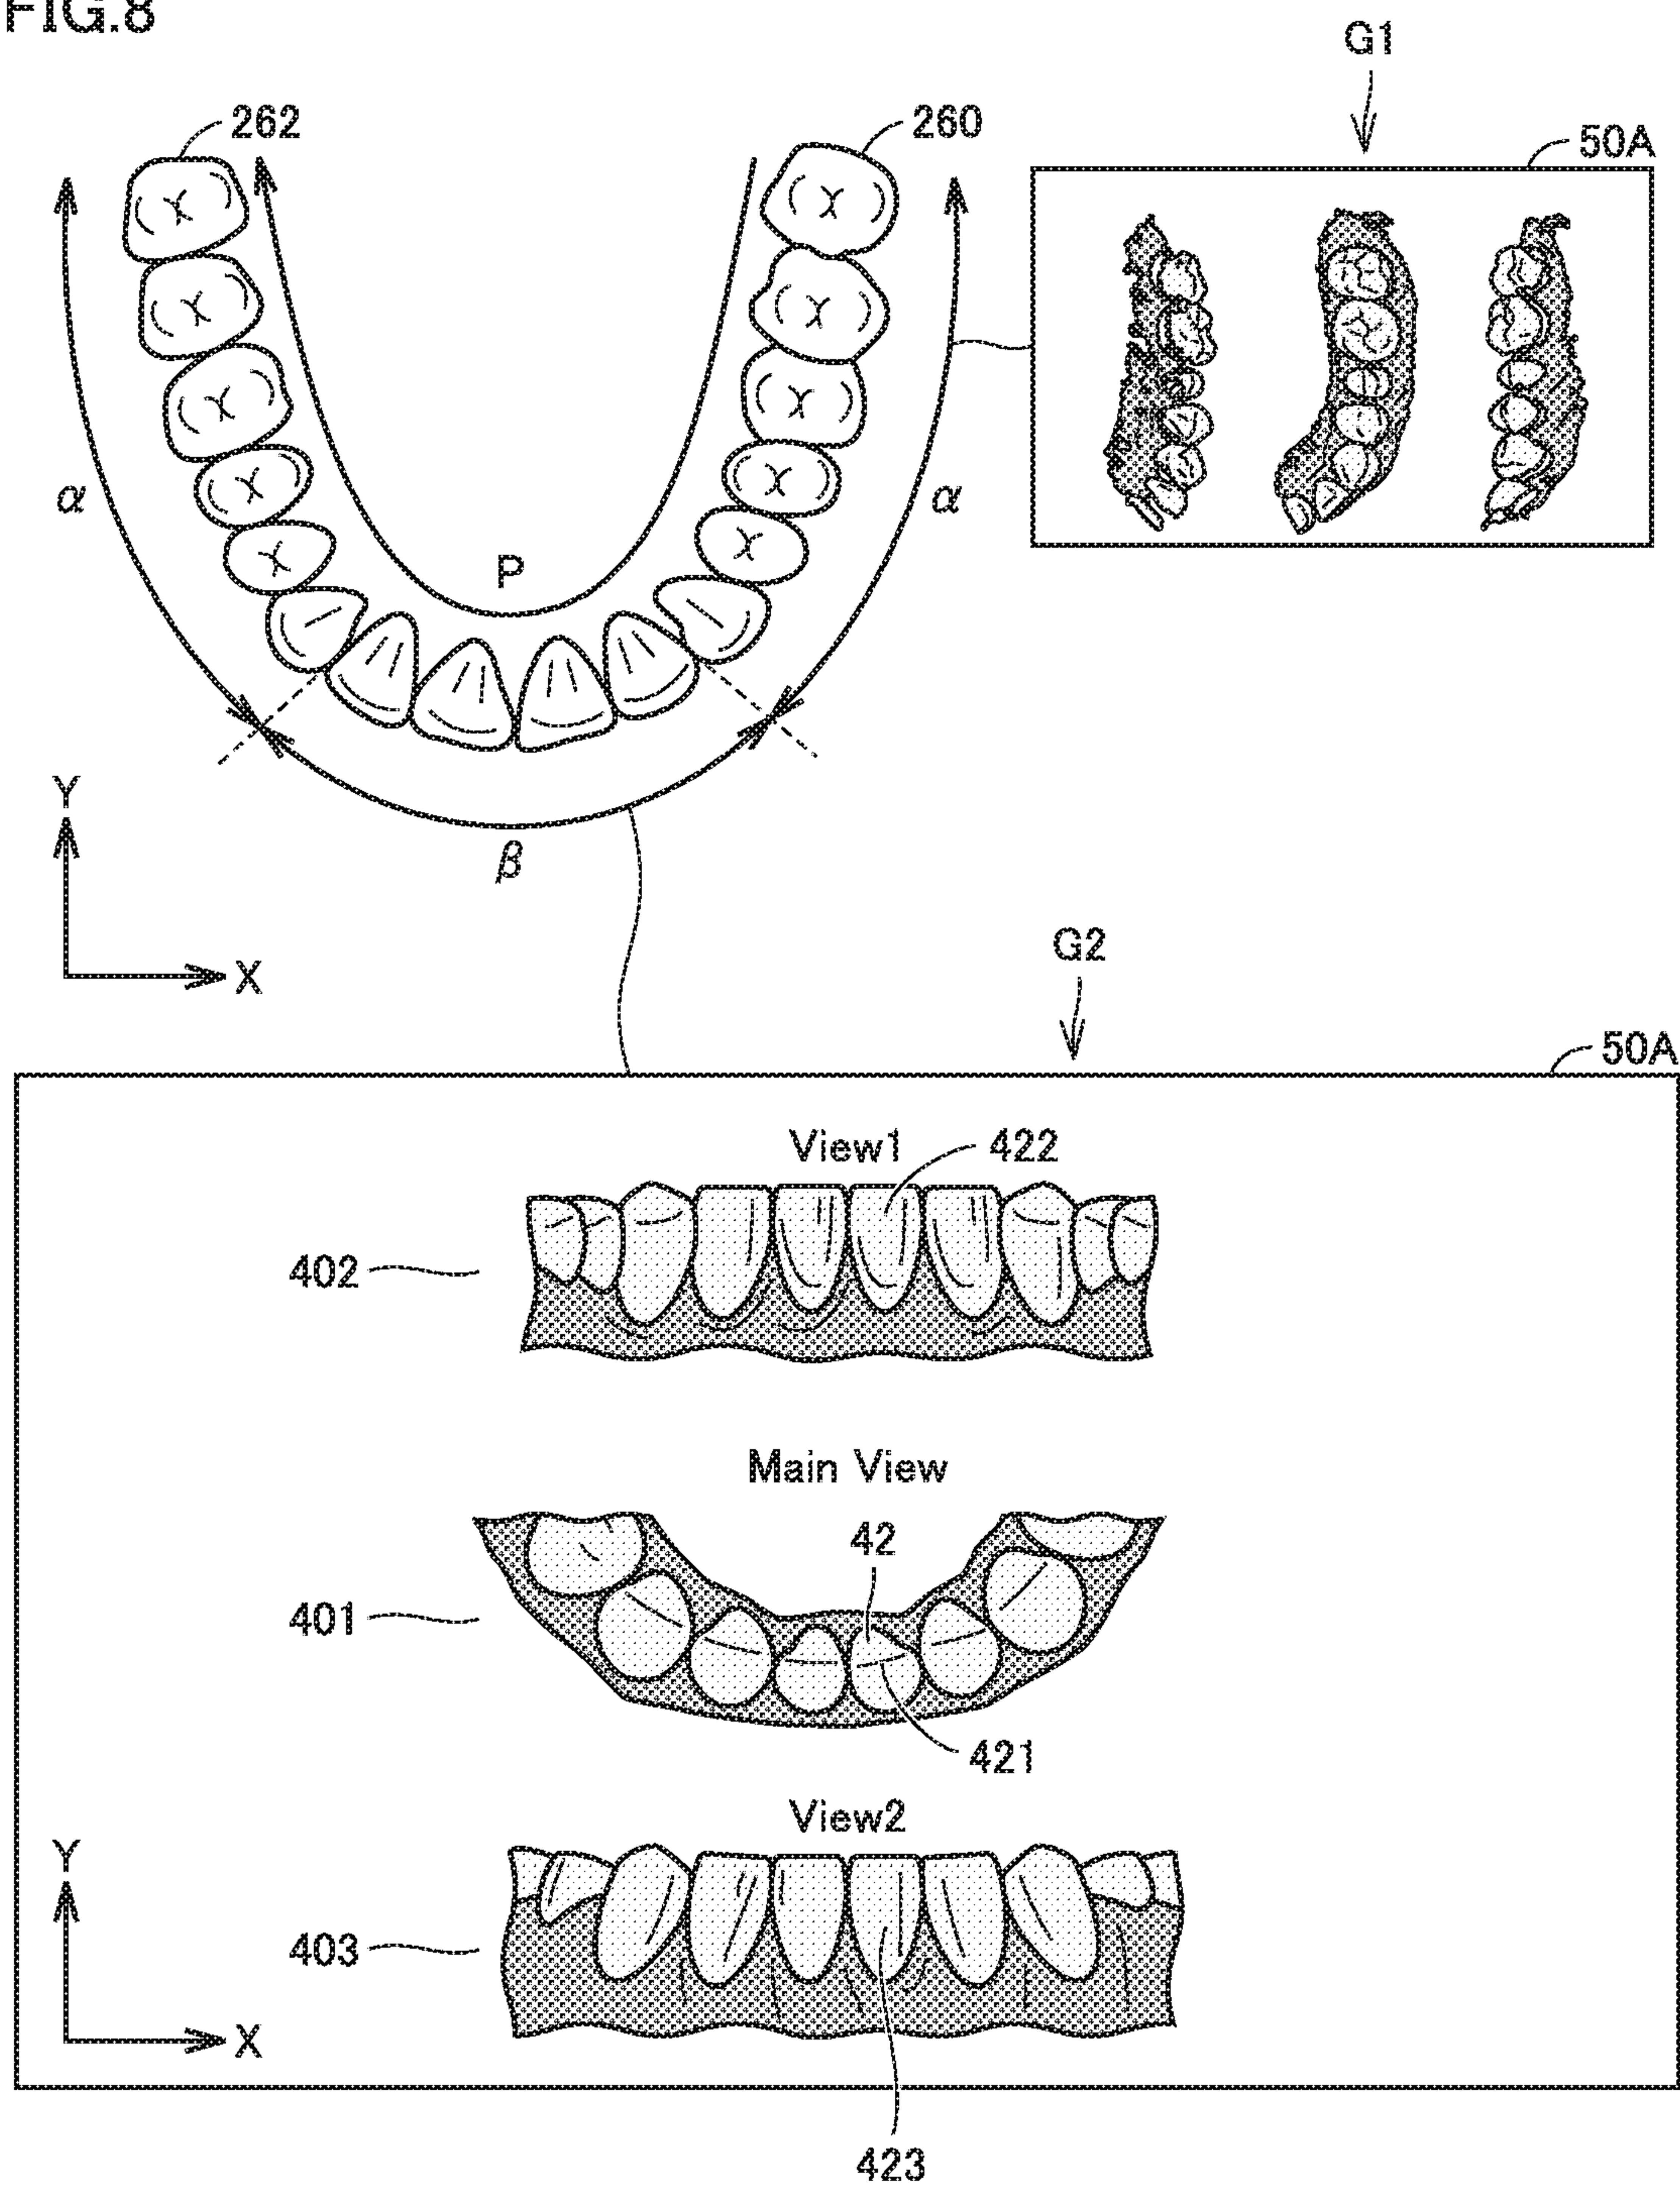 FIG.8
G1
262
260
50A
α
α
P
Y
β
X
G2
50A
View1
422
402
Main View
42
401
421
View2
Y
403
X
423